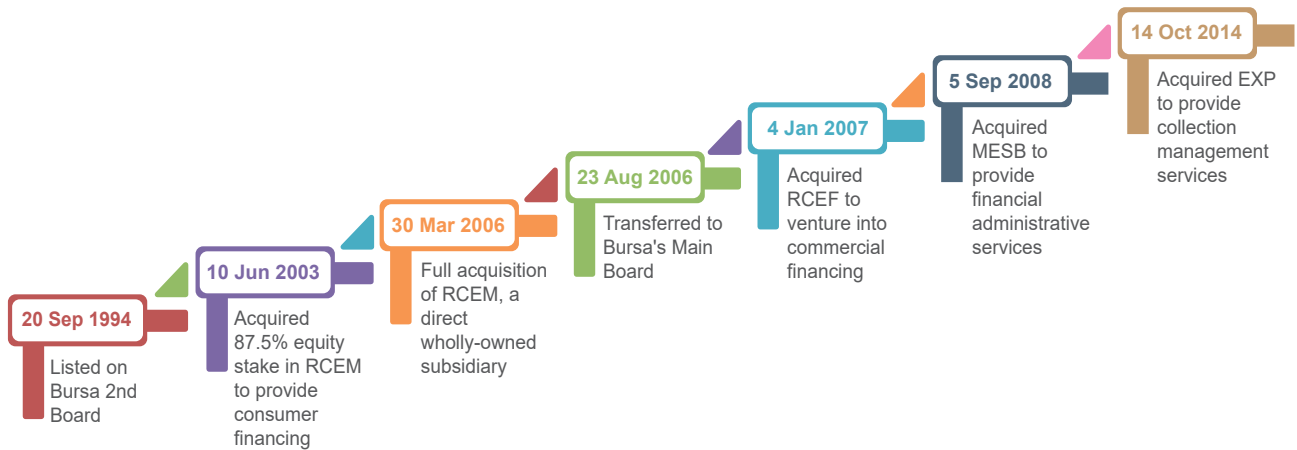 20 Sep 1994
Listed on
Bursa 2nd
Board
10 Jun 2003
Acquired
87.5% equity
stake in RCEM
to provide
consumer
financing
30 Mar 2006
Full acquisition
of RCEM, a
direct
wholly-owned
subsidiary
23 Aug 2006
Transferred to
Bursa's Main
Board
4 Jan 2007
Acquired
RCEF to
venture into
commercial
financing
5 Sep 2008
Acquired
MESB to
provide
financial
administrative
services
14 Oct 2014
Acquired EXP
to provide
collection
management
services